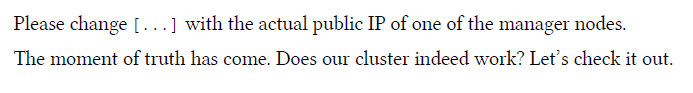 Please change [...] with the actual public IP of one of the manager nodes.
The moment of truth has come. Does our cluster indeed work? Let’s check it out.